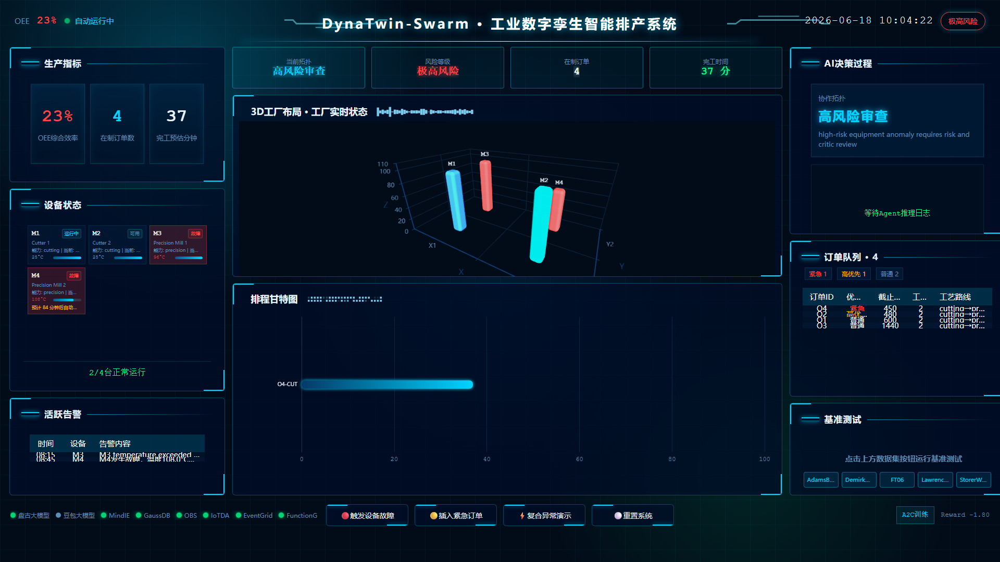 OEE 23% 自动运行中
DynaTwin-Swarm • 工业数字孪生智能排产系统
2026-06-18 10:04:22 极高风险
生产指标
23%
OEE综合效率
4
在制订单数
37
完工预估分钟
设备状态
M1 运行中
Cutter 1
能力: cutting | 当前: ...
25°C
M2 可用
Cutter 2
能力: cutting | 当前: ...
25°C
M3 故障
Precision Mill 1
能力: precision | 当...
96°C
M4 故障
Precision Mill 2
能力: precision | 当...
108°C
预计 84 分钟后自动...
2/4台正常运行
活跃告警
时间 设备 告警内容
08:15 M3 M3 temperature exceeded ...
08:45 M4 M4发生故障，温度108.0°C...
当前拓扑
高风险审查
风险等级
极高风险
在制订单
4
完工时间
37 分
3D工厂布局 • 工厂实时状态
M1
M3
M2
M4
110
100
80
60
40
20
0
Z
X1
X
Y2
Y
排程甘特图
O4-CUT
0 20 40 60 80 100
AI决策过程
协作拓扑
高风险审查
high-risk equipment anomaly requires risk and
critic review
等待Agent推理日志
订单队列 • 4
紧急 1 高优先 1 普通 2
订单ID 优... 截止... 工... 工艺路线
O4 紧急 450 2 cutting→pr...
O2 高优... 480 2 cutting→pr...
O1 普通 600 2 cutting→pr...
O3 普通 1440 2 cutting→pr...
基准测试
点击上方数据集按钮运行基准测试
AdamsB... Demirk... FT06 Lawrenc... StorerW...
盘古大模型 豆包大模型 MindIE GaussDB OBS IoTDA EventGrid FunctionG
触发设备故障 插入紧急订单 复合异常演示 重置系统
A2C训练 Reward -1.80